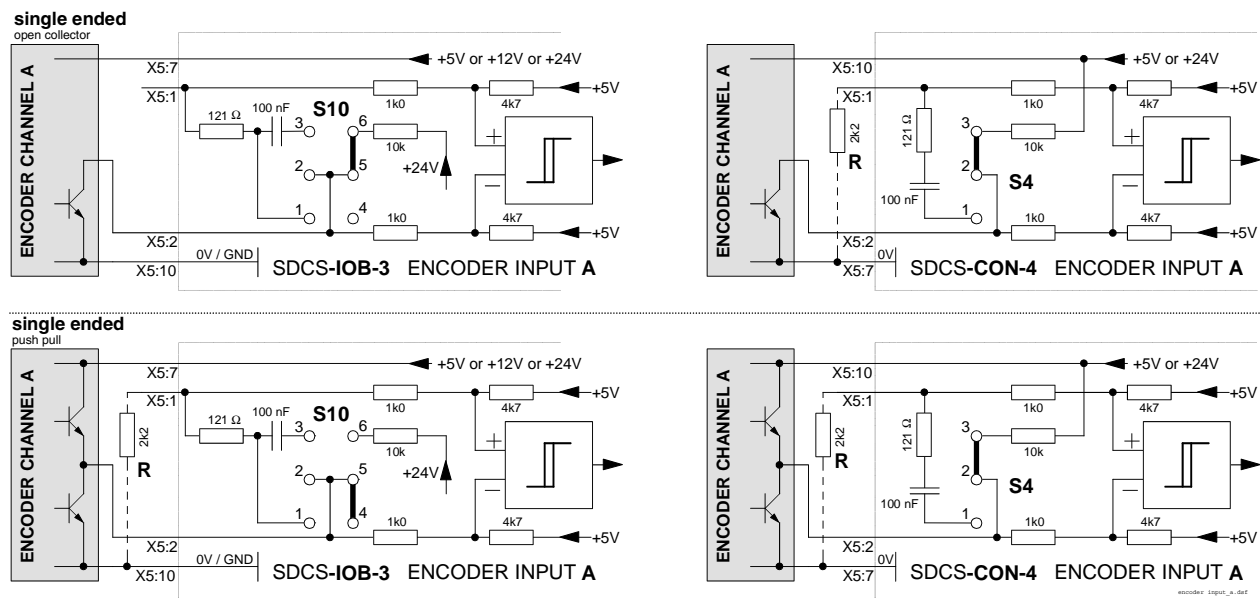 single ended
open collector
ENCODER CHANNEL A
X5:7
+5V or +12V or +24V
X5:1
1k0
4k7
+5V
121 Ω
100 nF
S10
3
6
10k
+24V
2
5
1
4
+
–
1k0
4k7
+5V
X5:2
0V / GND
X5:10
SDCS-IOB-3 ENCODER INPUT A
ENCODER CHANNEL A
X5:10
+5V or +24V
X5:1
1k0
4k7
+5V
2k2
R
121 Ω
100 nF
3
10k
2
S4
1
+
–
1k0
4k7
+5V
X5:2
0V
X5:7
SDCS-CON-4 ENCODER INPUT A
single ended
push pull
ENCODER CHANNEL A
X5:7
+5V or +12V or +24V
X5:1
1k0
4k7
+5V
2k2
R
121 Ω
100 nF
S10
3
6
10k
+24V
2
5
1
4
+
–
1k0
4k7
+5V
X5:2
0V / GND
X5:10
SDCS-IOB-3 ENCODER INPUT A
ENCODER CHANNEL A
X5:10
+5V or +24V
X5:1
1k0
4k7
+5V
2k2
R
121 Ω
100 nF
3
10k
2
S4
1
+
–
1k0
4k7
+5V
X5:2
0V
X5:7
SDCS-CON-4 ENCODER INPUT A
encoder input_a.dsf